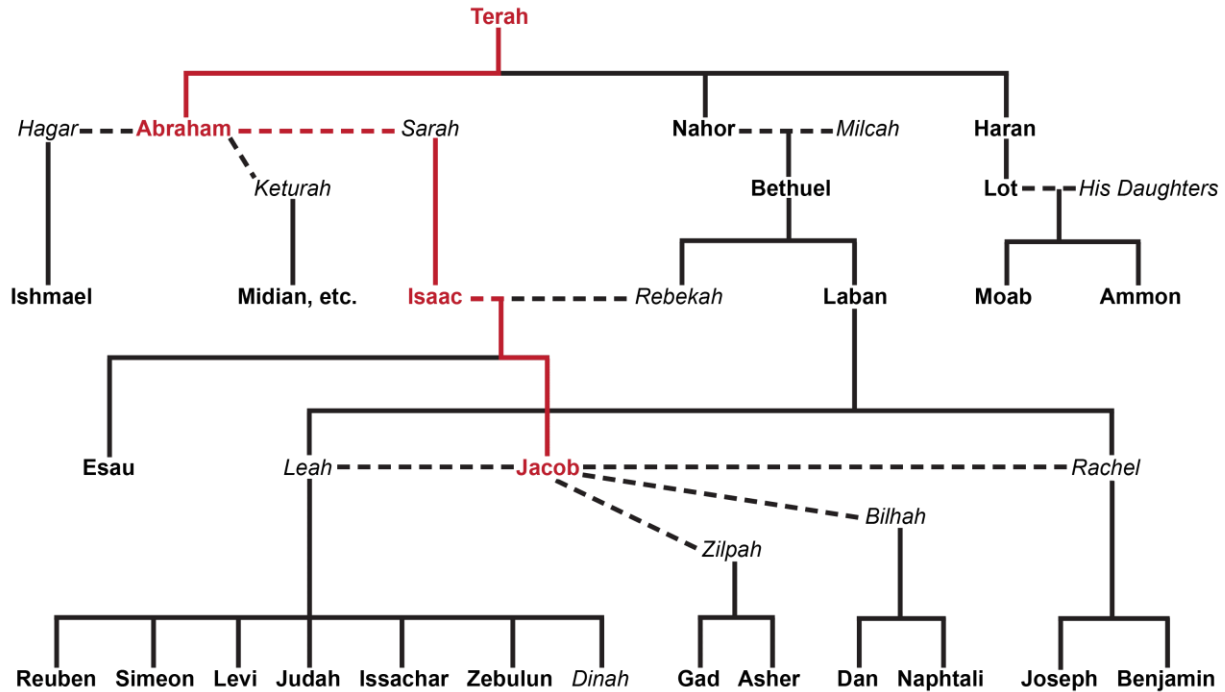 Terah
Hagar Abraham Sarah Nahor Milcah Haran
Keturah Bethuel Lot His Daughters
Ishmael Midian, etc. Isaac Rebekah Laban Moab Ammon
Esau Leah Jacob Rachel
Bilhah
Zilpah
Reuben Simeon Levi Judah Issachar Zebulun Dinah Gad Asher Dan Naphtali Joseph Benjamin